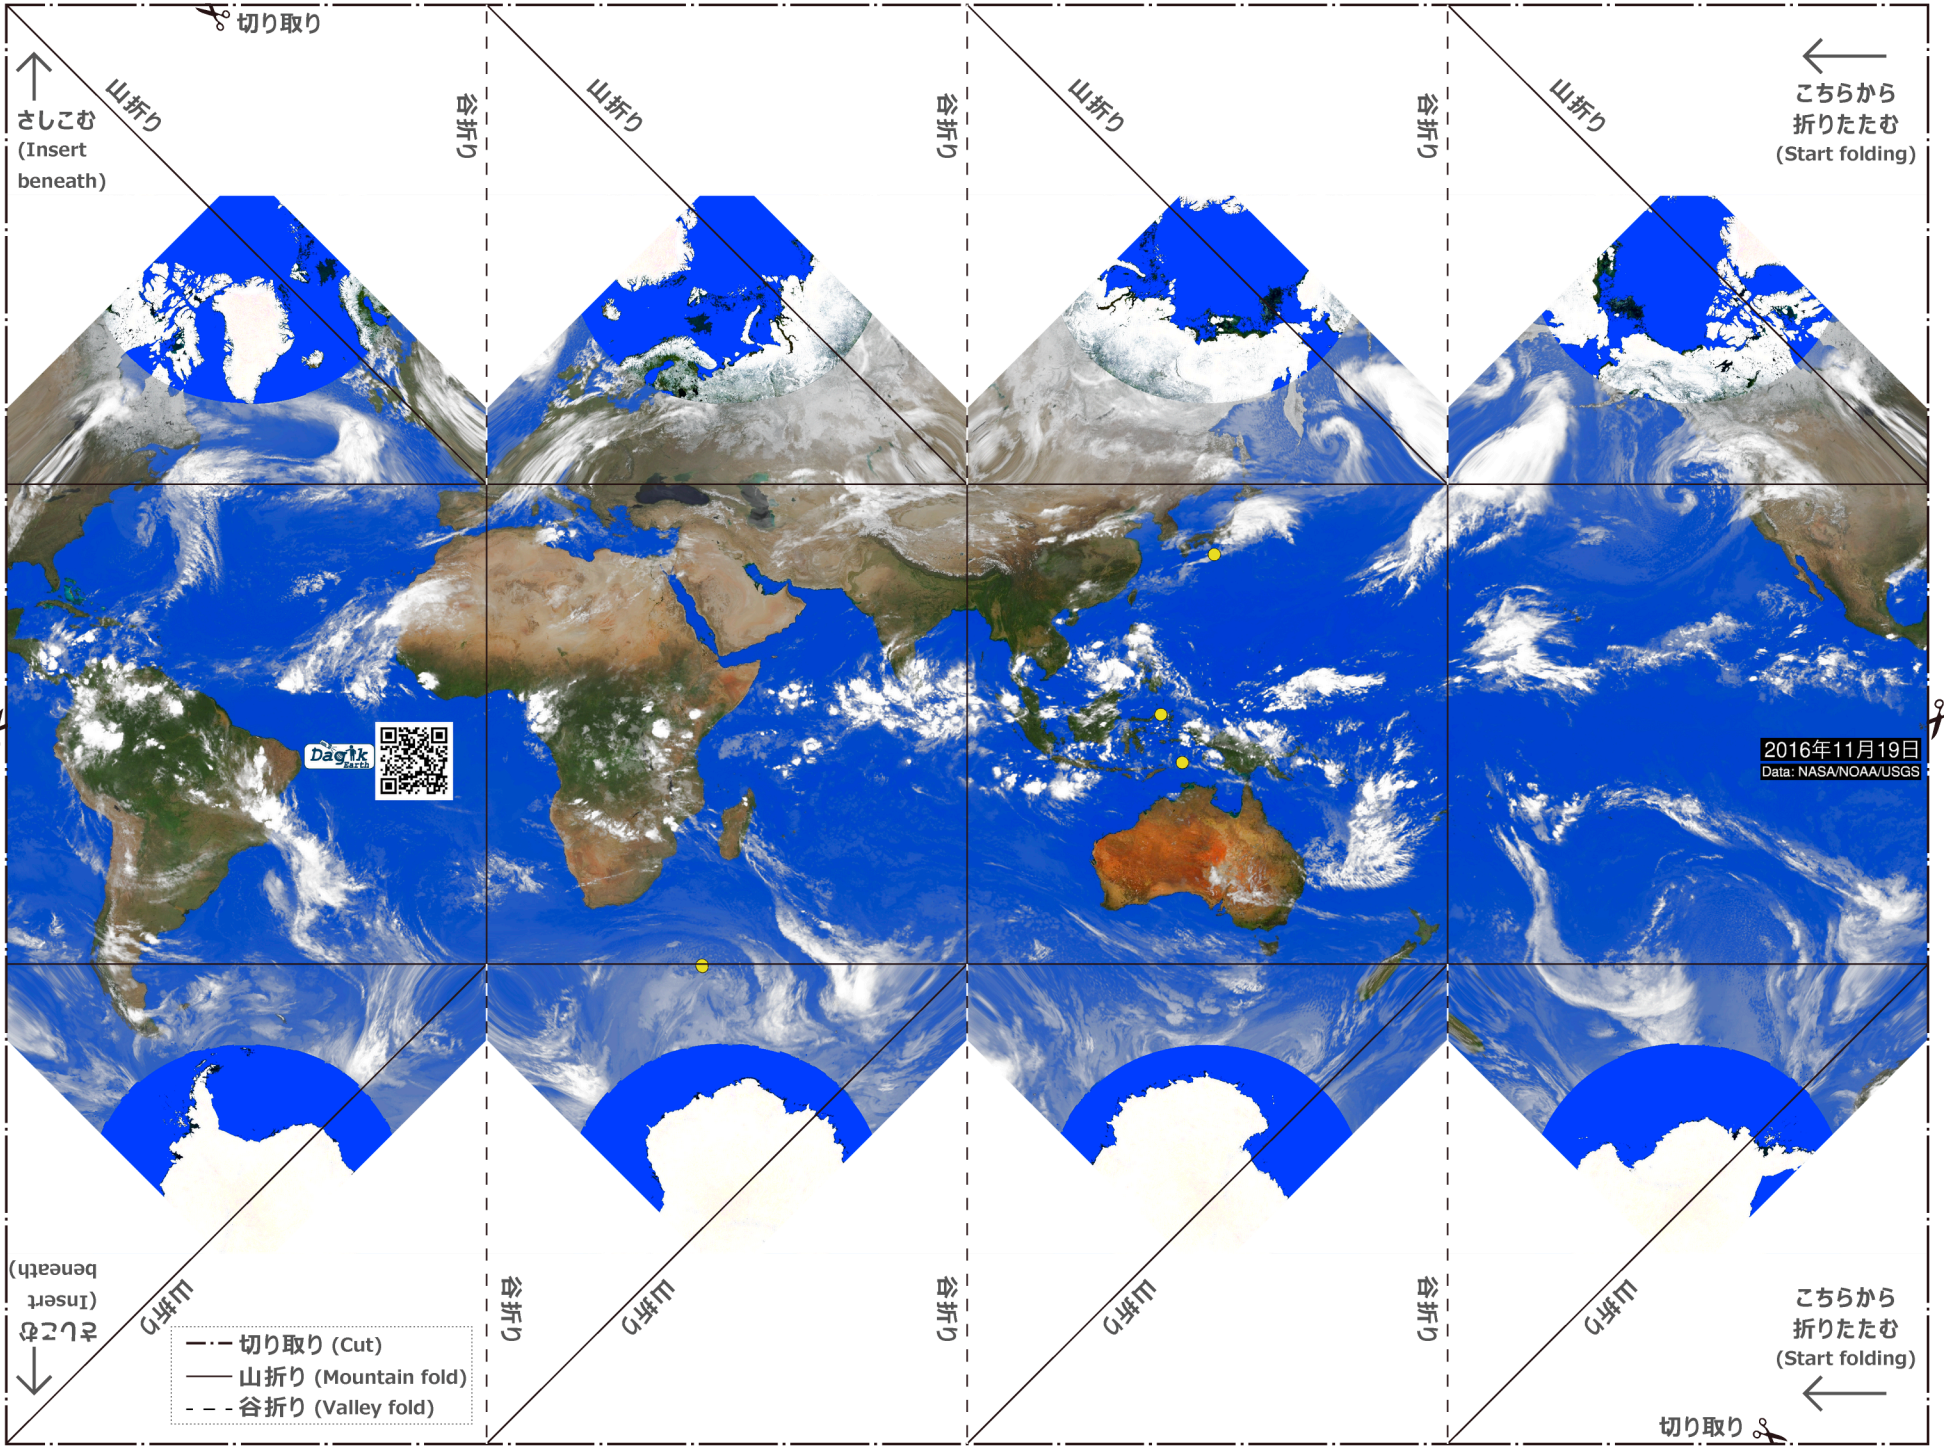 切り取り
山折り
谷折り
山折り
谷折り
山折り
谷折り
山折り
さしこむ
(Insert
beneath)
こちらから
折りたたむ
(Start folding)
Dagik
Earth
2016年11月19日
Data: NASA/NOAA/USGS
さしこむ
(Insert
beneath)
山折り
谷折り
山折り
谷折り
山折り
谷折り
山折り
切り取り (Cut)
山折り (Mountain fold)
谷折り (Valley fold)
こちらから
折りたたむ
(Start folding)
切り取り